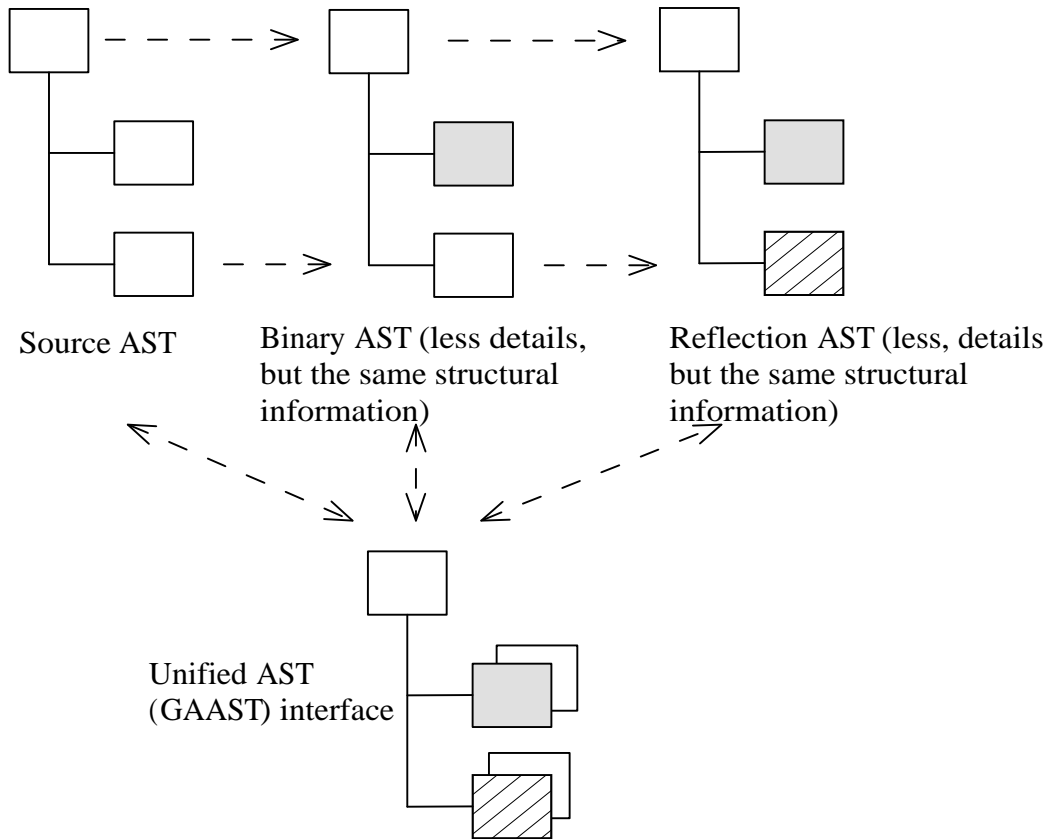 Source AST
Binary AST (less details,
but the same structural
information)
Reflection AST (less, details
but the same structural
information)
Unified AST
(GAAST) interface